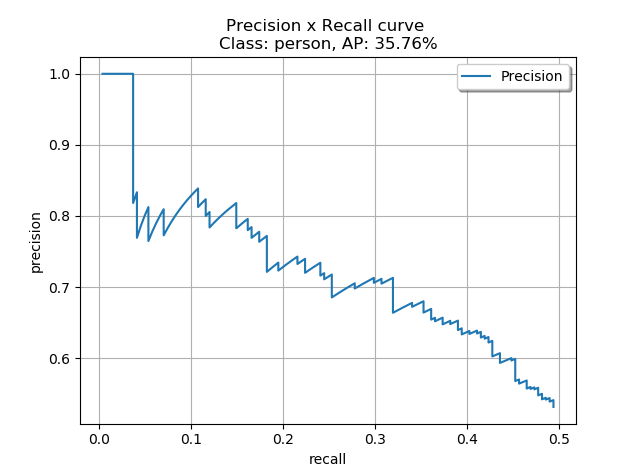 Precision x Recall curve
Class: person, AP: 35.76%
Precision
1.0
0.9
0.8
0.7
0.6
precision
0.0 0.1 0.2 0.3 0.4 0.5
recall